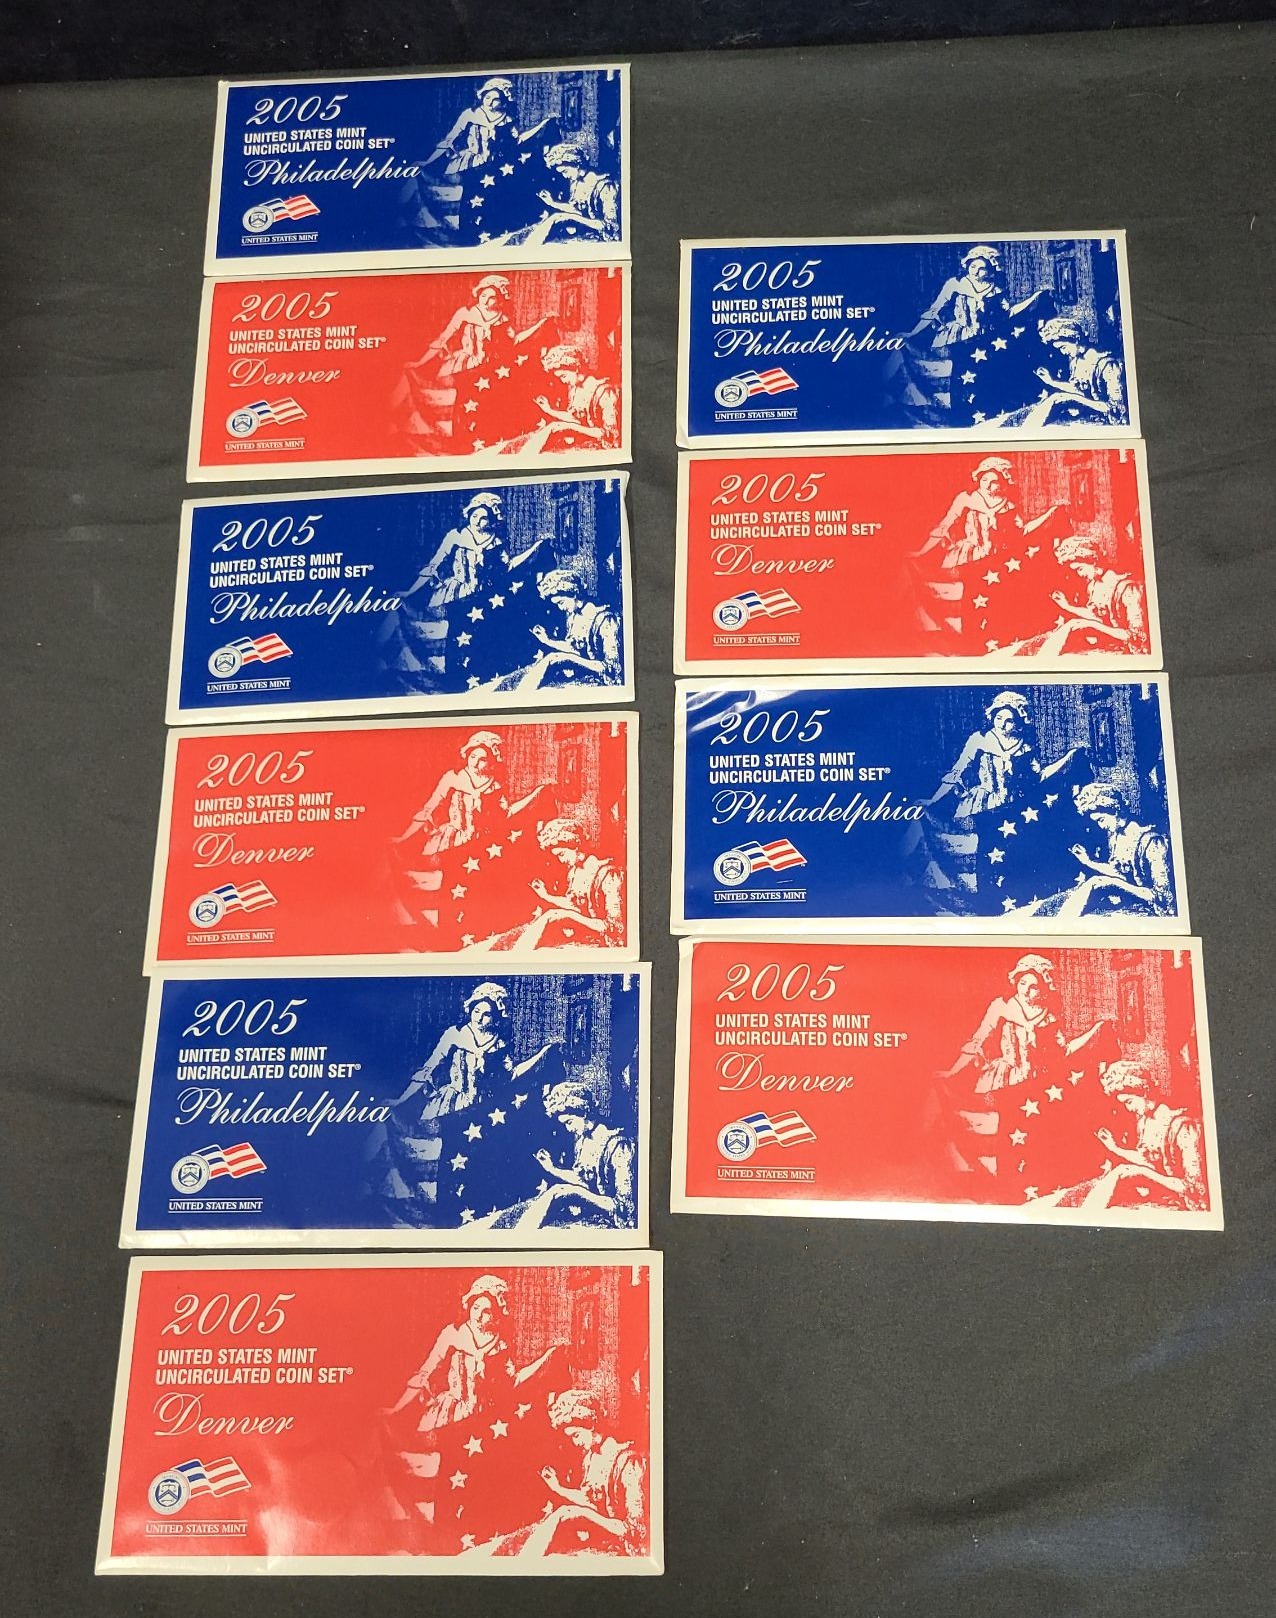 2005
UNITED STATES MINT
UNCIRCULATED COIN SET®
Philadelphia
UNITED STATES MINT
2005
UNITED STATES MINT
UNCIRCULATED COIN SET®
Denver
UNITED STATES MINT
2005
UNITED STATES MINT
UNCIRCULATED COIN SET®
Philadelphia
UNITED STATES MINT
2005
UNITED STATES MINT
UNCIRCULATED COIN SET®
Denver
UNITED STATES MINT
2005
UNITED STATES MINT
UNCIRCULATED COIN SET®
Philadelphia
UNITED STATES MINT
2005
UNITED STATES MINT
UNCIRCULATED COIN SET®
Denver
UNITED STATES MINT
2005
UNITED STATES MINT
UNCIRCULATED COIN SET®
Philadelphia
UNITED STATES MINT
2005
UNITED STATES MINT
UNCIRCULATED COIN SET®
Denver
UNITED STATES MINT
2005
UNITED STATES MINT
UNCIRCULATED COIN SET®
Philadelphia
UNITED STATES MINT
2005
UNITED STATES MINT
UNCIRCULATED COIN SET®
Denver
UNITED STATES MINT